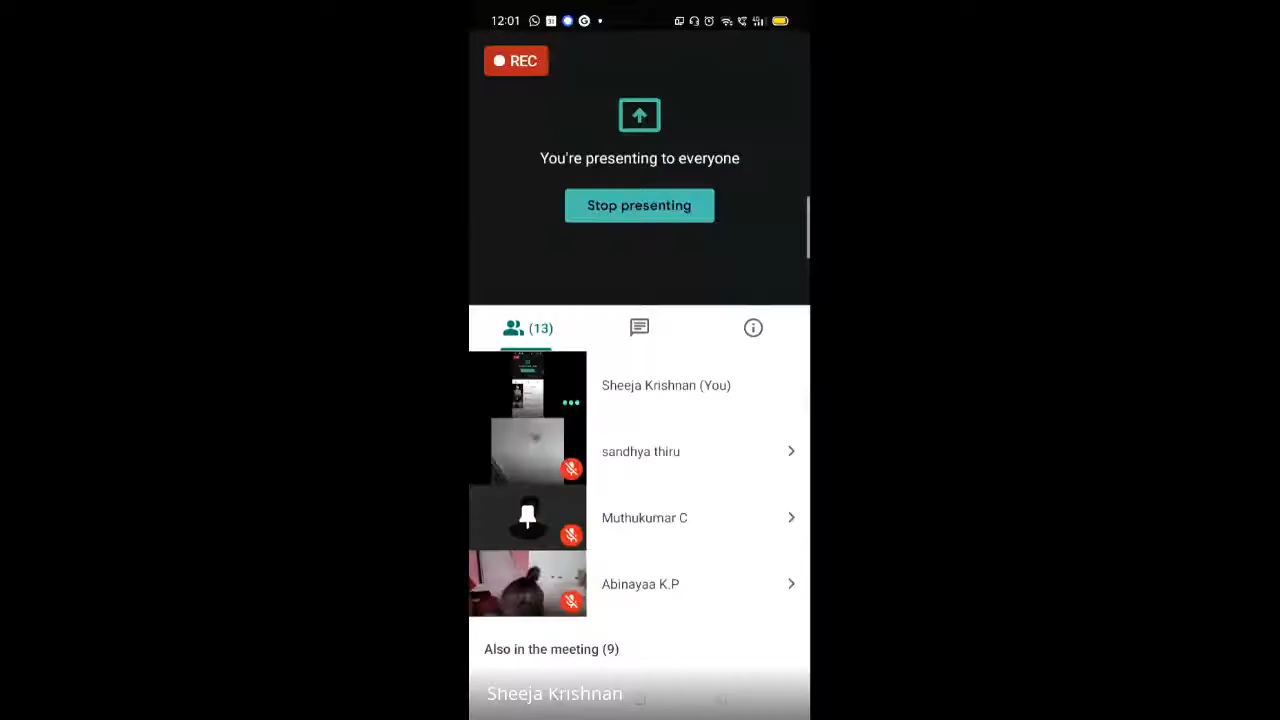 12:01
REC
You're presenting to everyone
Stop presenting
(13)
Sheeja Krishnan (You)
sandhya thiru
Muthukumar C
Abinayaa K.P
Also in the meeting (9)
Sheeja Krishnan